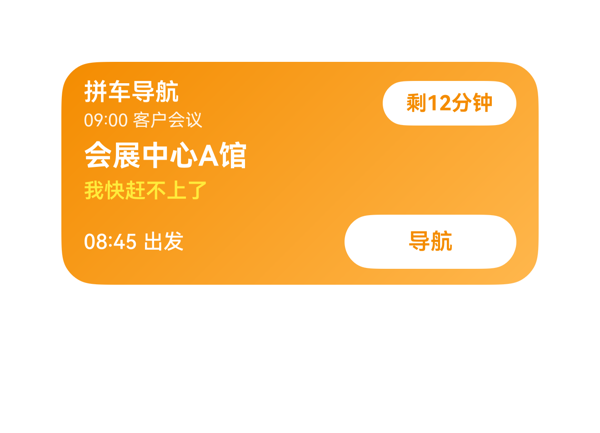 拼车导航
剩12分钟
09:00 客户会议
会展中心A馆
我快赶不上了
08:45 出发
导航